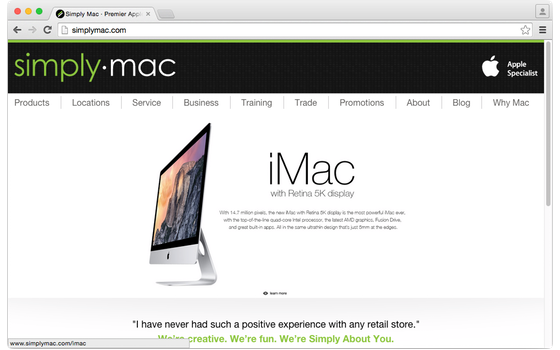 Simply Mac - Premier App
simplymac.com
simply·mac
Apple
Specialist
Products Locations Service Business Training Trade Promotions About Blog Why Mac
iMac
with Retina 5K display
With 14.7 million pixels, the new iMac with Retina 5K display is the most powerful iMac ever,
with the top-of-the-line quad-core Intel processor, the latest AMD graphics, Fusion Drive,
and great built-in apps. All in the same ultrathin design that's just 5mm at the edges.
learn more
"I have never had such a positive experience with any retail store."
We're creative. We're fun. We're Simply About You.
www.simplymac.com/imac